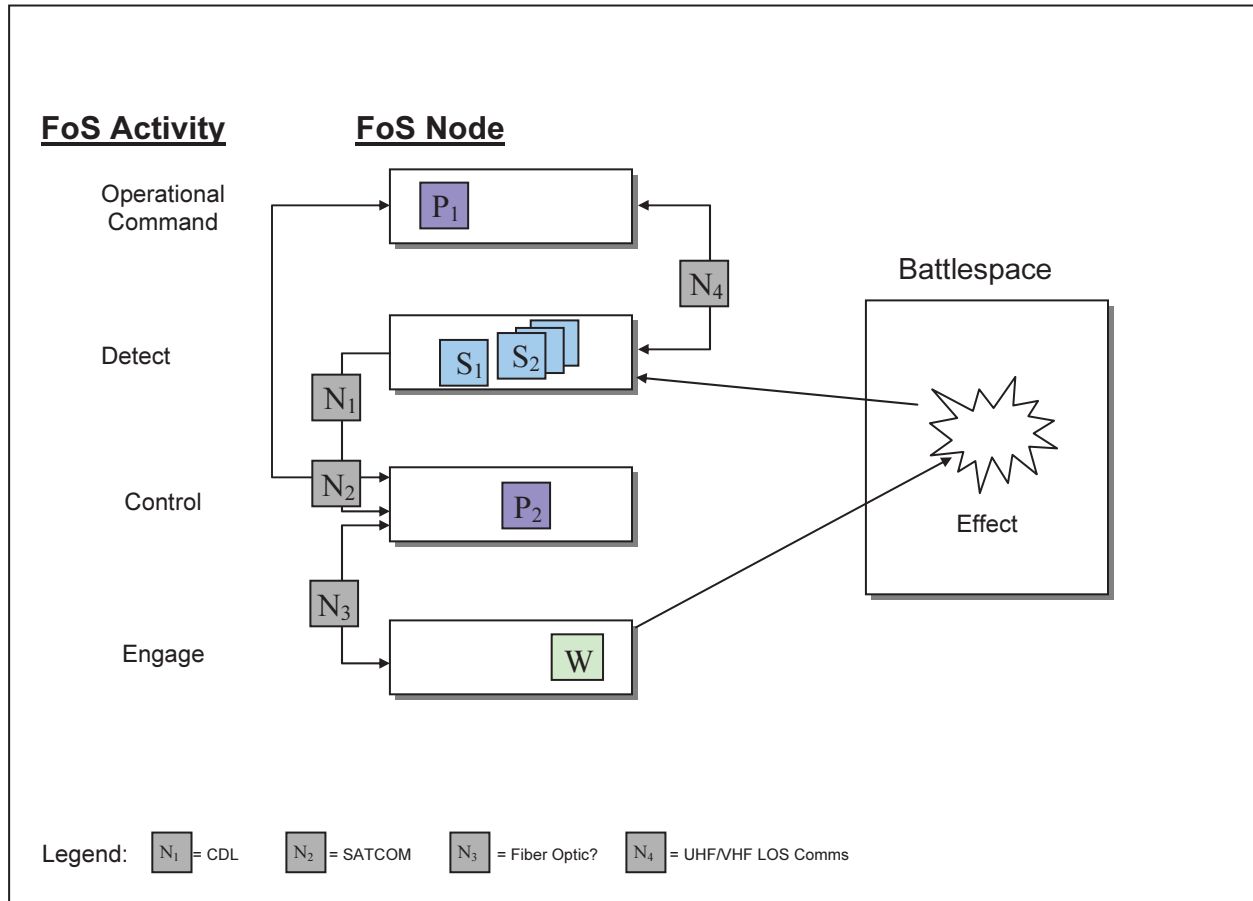 FoS Activity
FoS Node
Operational
Command
P₁
N₄
Battlespace
Detect
S₁
S₂
N₁
Control
N₂
P₂
Effect
N₃
Engage
W
Legend:
N₁ = CDL
N₂ = SATCOM
N₃ = Fiber Optic?
N₄ = UHF/VHF LOS Comms